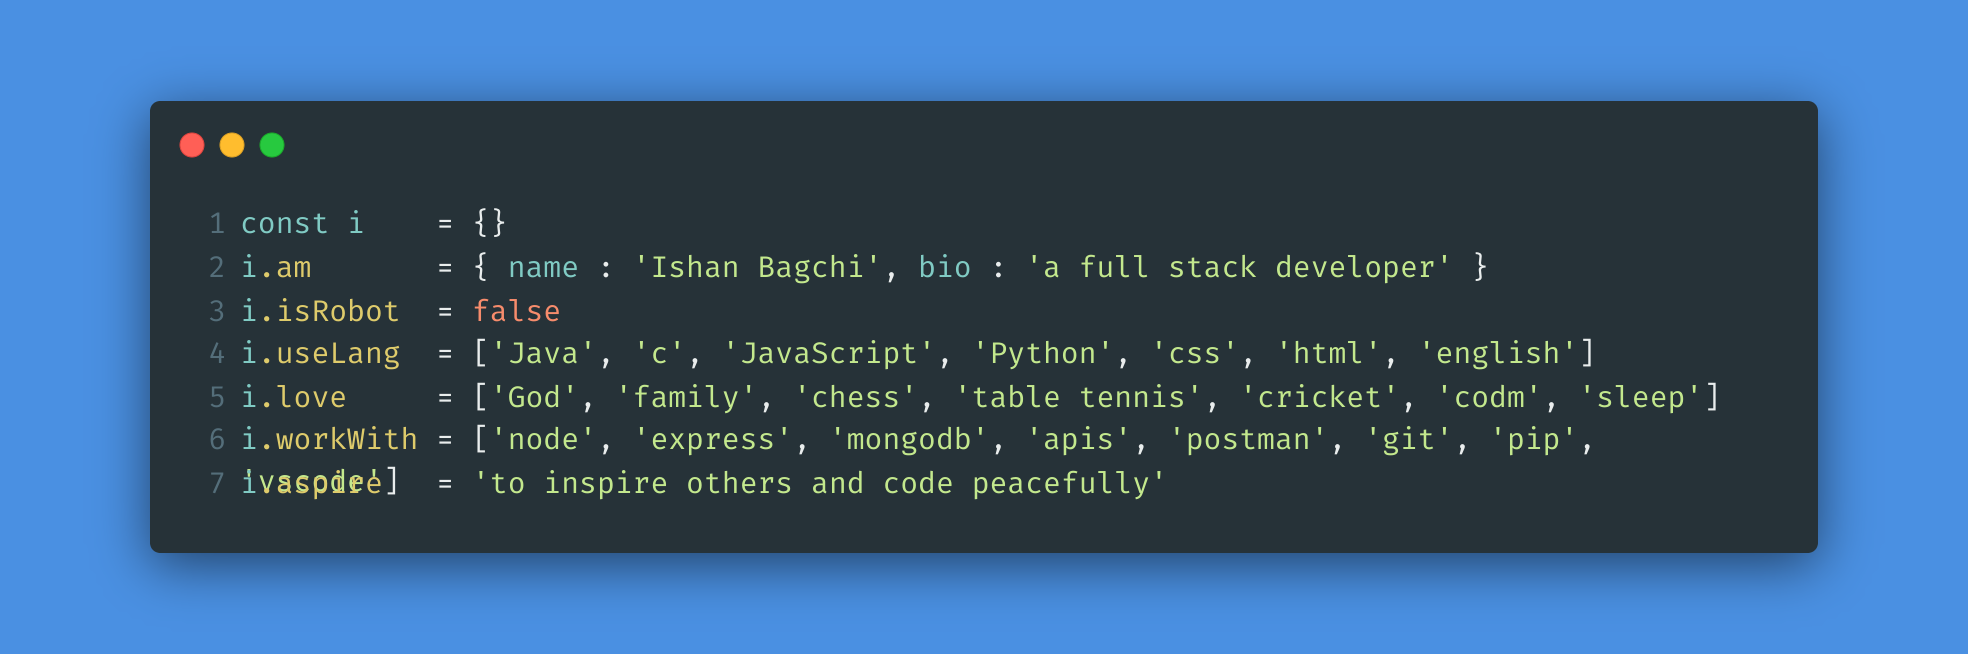 1 const i    = {}
2 i.am       = { name : 'Ishan Bagchi', bio : 'a full stack developer' }
3 i.isRobot  = false
4 i.useLang  = ['Java', 'c', 'JavaScript', 'Python', 'css', 'html', 'english']
5 i.love     = ['God', 'family', 'chess', 'table tennis', 'cricket', 'codm', 'sleep']
6 i.workWith = ['node', 'express', 'mongodb', 'apis', 'postman', 'git', 'pip',
'vscode']
7 i.aspire   = 'to inspire others and code peacefully'